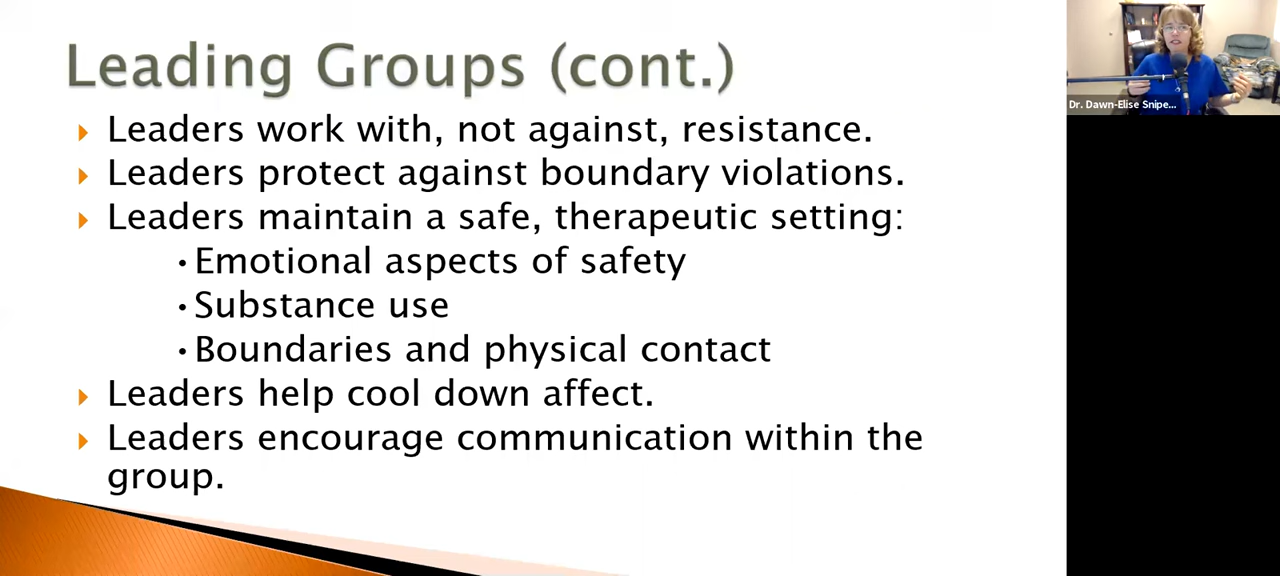 Leading Groups (cont.)
Leaders work with, not against, resistance.
Leaders protect against boundary violations.
Leaders maintain a safe, therapeutic setting:
•Emotional aspects of safety
•Substance use
•Boundaries and physical contact
Leaders help cool down affect.
Leaders encourage communication within the
group.
Dr. Dawn-Elise Snipe...